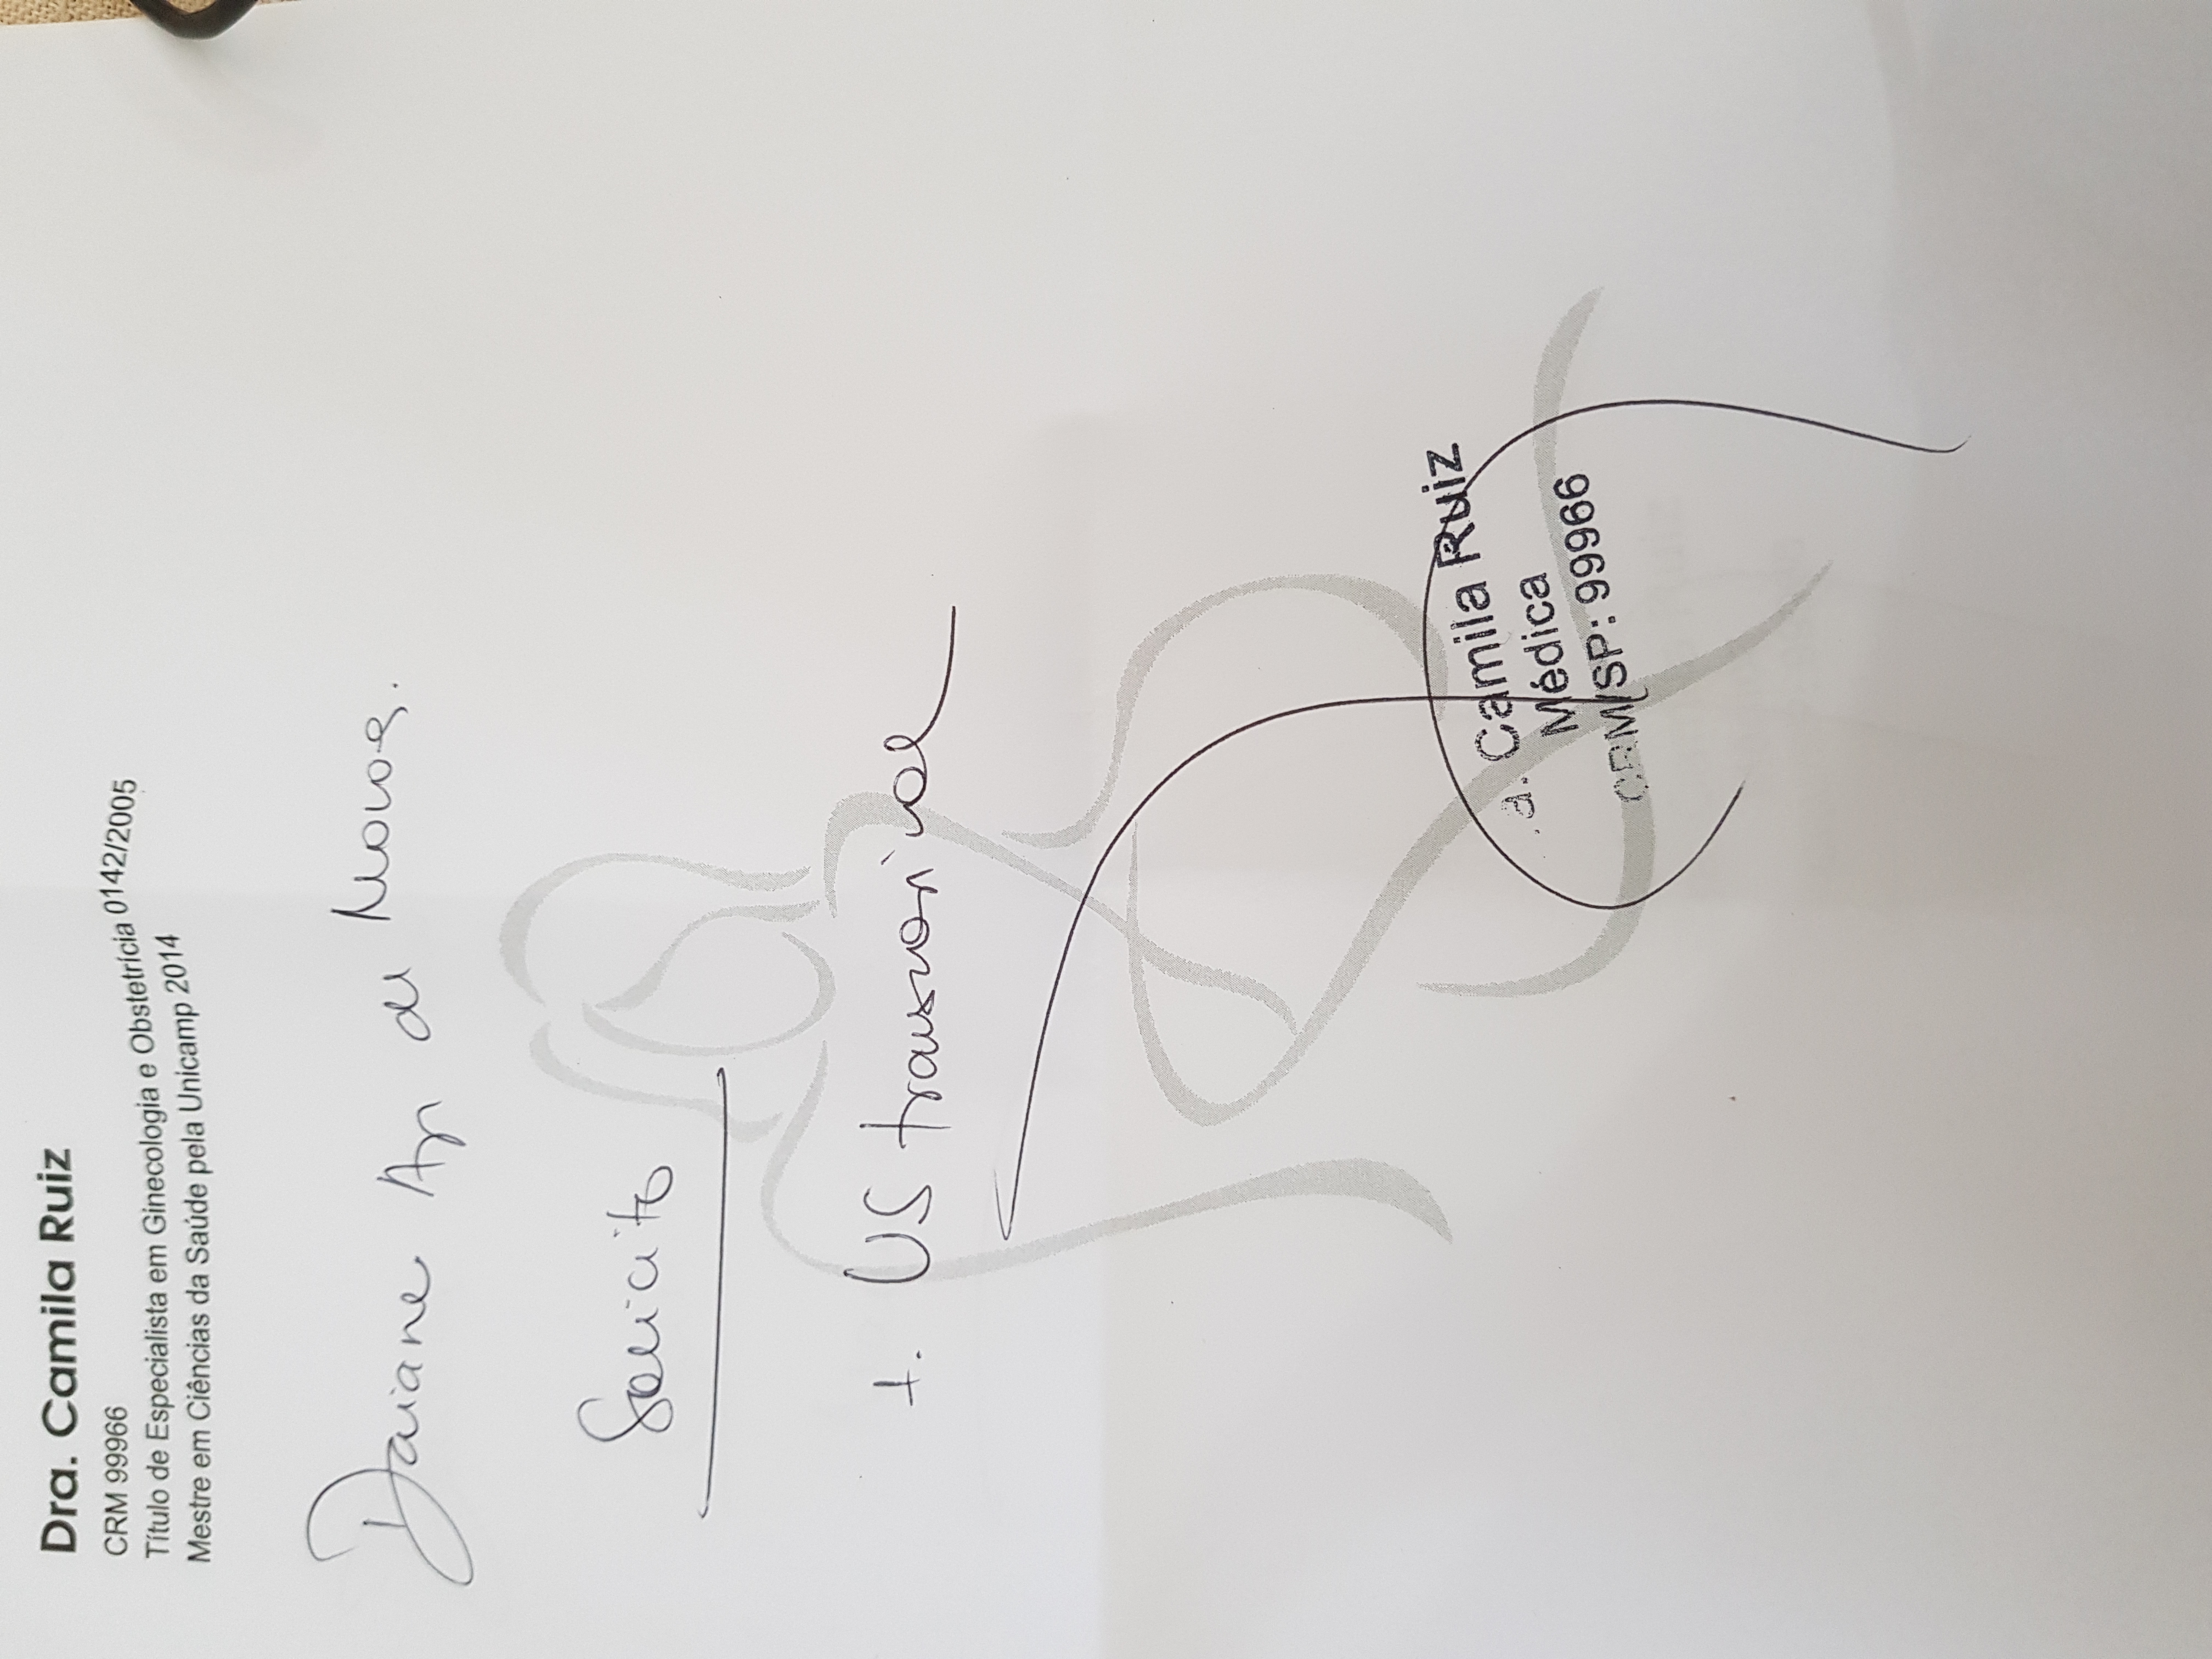 Dra. Camila Ruiz
CRM 99966
Título de Especialista em Ginecologia e Obstetrícia 0142/2005
Mestre em Ciências da Saúde pela Unicamp 2014
Daiane Ap de
Solicito
1. US transvaginal
a. Camila Ruiz
Médica
CRM/SP: 99966